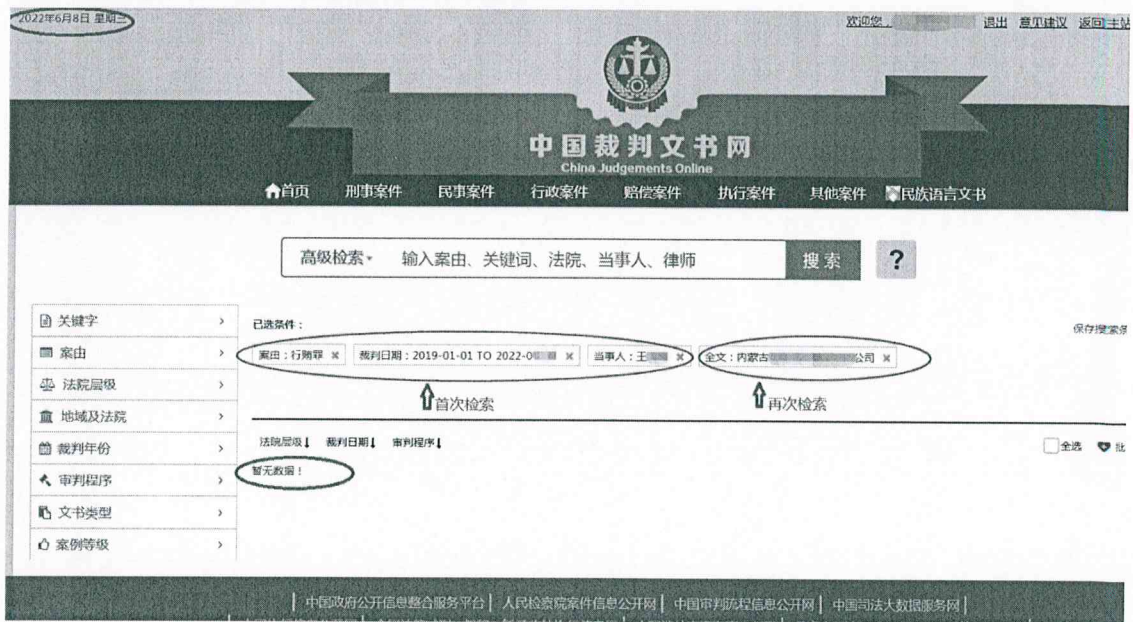 2022年6月8日 星期三
欢迎您， 退出 意见建议 返回主站
中国裁判文书网
China Judgements Online
首页 刑事案件 民事案件 行政案件 赔偿案件 执行案件 其他案件 民族语言文书
高级检索 输入案由、关键词、法院、当事人、律师 搜索 ?
关键字
案由
法院层级
地域及法院
裁判年份
审判程序
文书类型
案例等级
已选条件：
保存搜索条
案由：行贿罪 × 裁判日期：2019-01-01 TO 2022-0 × 当事人：王 × 全文：内蒙古 公司 ×
首次检索 再次检索
法院层级 裁判日期 审判程序
全选 批
暂无数据！
中国政府公开信息整合服务平台 | 人民检察院案件信息公开网 | 中国审判流程信息公开网 | 中国司法大数据服务网 |